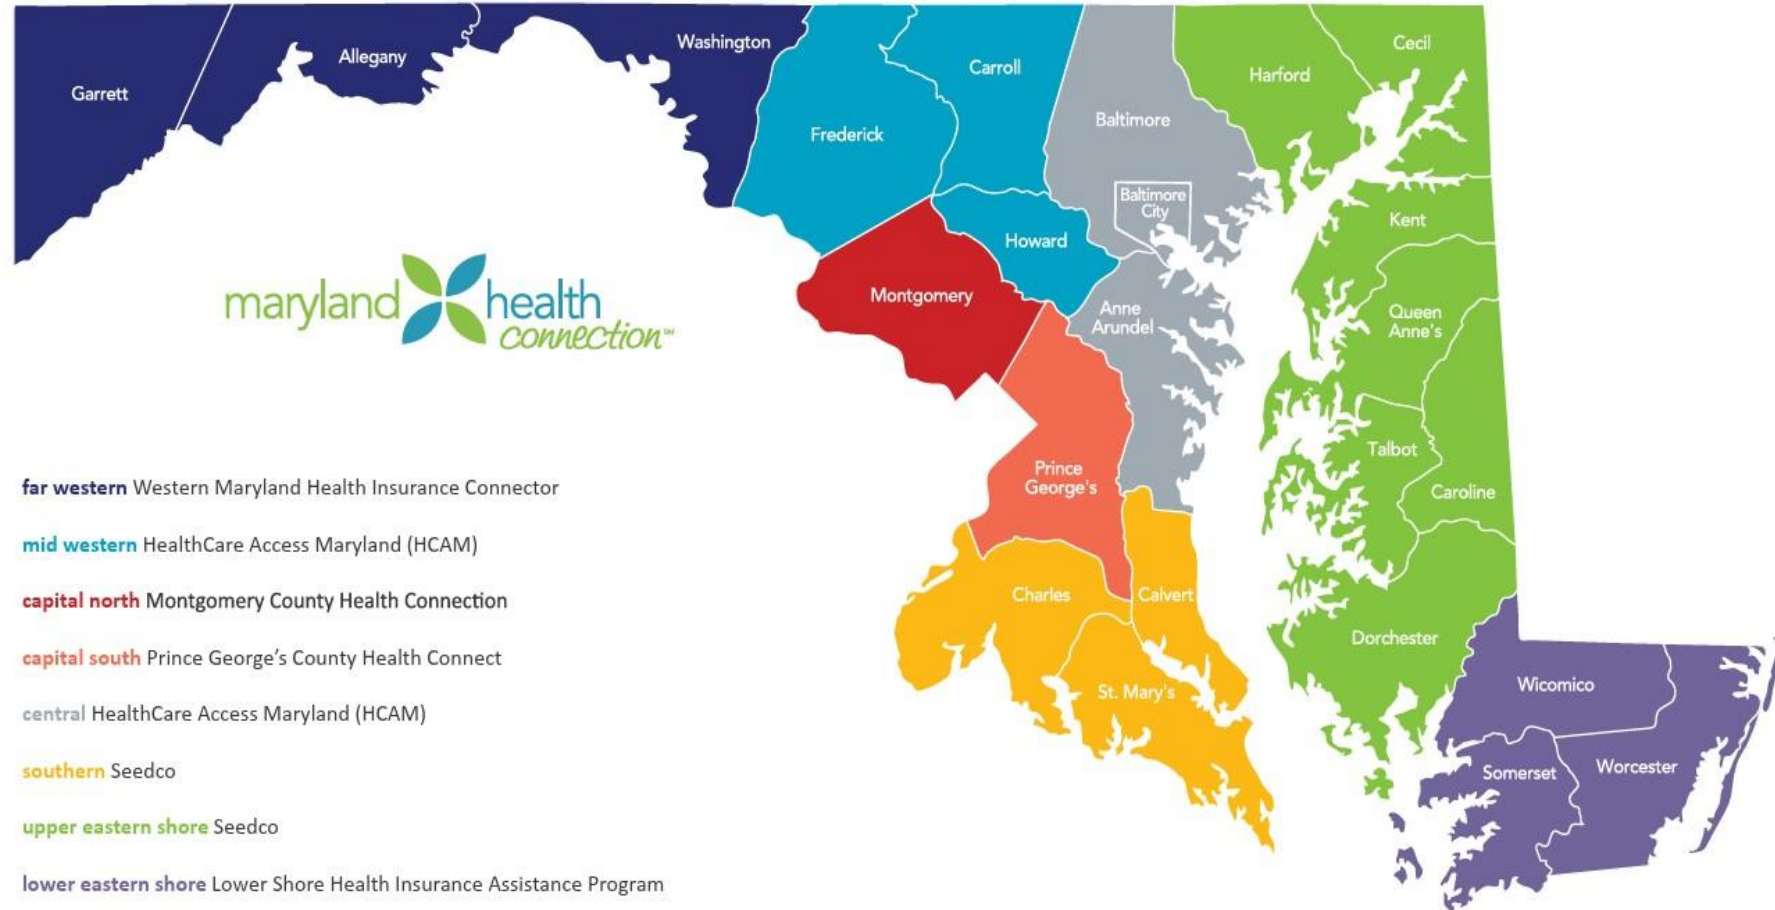 Garrett
Allegany
Washington
Frederick
Carroll
Baltimore
Harford
Cecil
Baltimore
City
Howard
Montgomery
Anne
Arundel
Kent
Queen
Anne's
Talbot
Caroline
Prince
George's
Charles
Calvert
St. Mary's
Dorchester
Wicomico
Somerset
Worcester
maryland health
connection℠
far western Western Maryland Health Insurance Connector
mid western HealthCare Access Maryland (HCAM)
capital north Montgomery County Health Connection
capital south Prince George’s County Health Connect
central HealthCare Access Maryland (HCAM)
southern Seedco
upper eastern shore Seedco
lower eastern shore Lower Shore Health Insurance Assistance Program